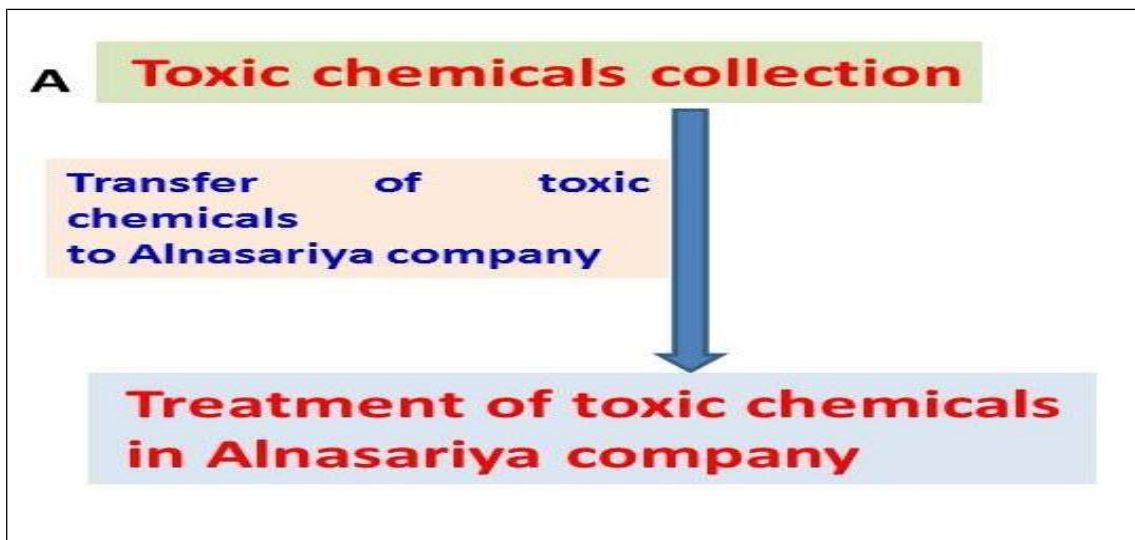 A
Toxic chemicals collection
Transfer of toxic
chemicals
to Alnasariya company
Treatment of toxic chemicals
in Alnasariya company